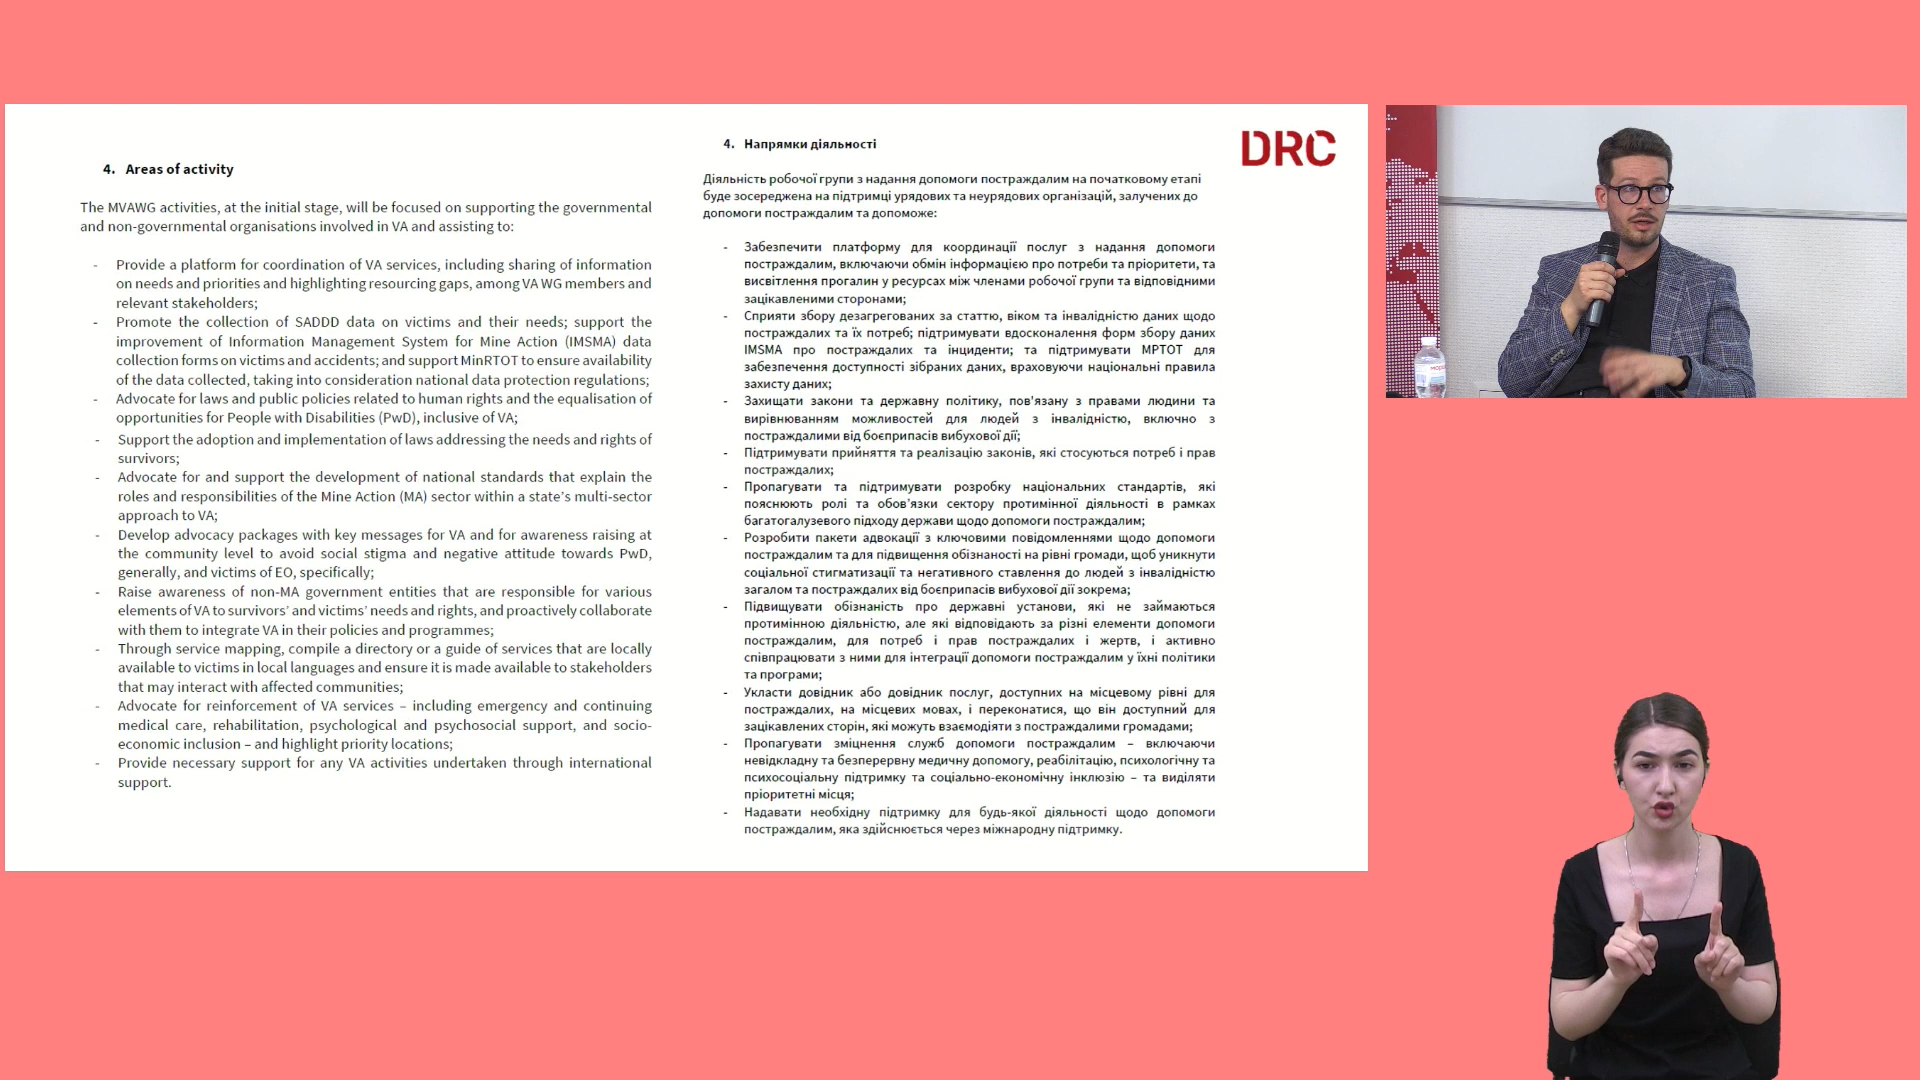 4. Areas of activity
The MVAWG activities, at the initial stage, will be focused on supporting the governmental
and non-governmental organisations involved in VA and assisting to:
- Provide a platform for coordination of VA services, including sharing of information
on needs and priorities and highlighting resourcing gaps, among VA WG members and
relevant stakeholders;
- Promote the collection of SADDD data on victims and their needs; support the
improvement of Information Management System for Mine Action (IMSMA) data
collection forms on victims and accidents; and support MinRTOT to ensure availability
of the data collected, taking into consideration national data protection regulations;
- Advocate for laws and public policies related to human rights and the equalisation of
opportunities for People with Disabilities (PwD), inclusive of VA;
- Support the adoption and implementation of laws addressing the needs and rights of
survivors;
- Advocate for and support the development of national standards that explain the
roles and responsibilities of the Mine Action (MA) sector within a state's multi-sector
approach to VA;
- Develop advocacy packages with key messages for VA and for awareness raising at
the community level to avoid social stigma and negative attitude towards PwD,
generally, and victims of EO, specifically;
- Raise awareness of non-MA government entities that are responsible for various
elements of VA to survivors' and victims' needs and rights, and proactively collaborate
with them to integrate VA in their policies and programmes;
- Through service mapping, compile a directory or a guide of services that are locally
available to victims in local languages and ensure it is made available to stakeholders
that may interact with affected communities;
- Advocate for reinforcement of VA services – including emergency and continuing
medical care, rehabilitation, psychological and psychosocial support, and socio-
economic inclusion – and highlight priority locations;
- Provide necessary support for any VA activities undertaken through international
support.
4. Напрямки діяльності
Діяльність робочої групи з надання допомоги постраждалим на початковому етапі
буде зосереджена на підтримці урядових та неурядових організацій, залучених до
допомоги постраждалим та допоможе:
- Забезпечити платформу для координації послуг з надання допомоги
постраждалим, включаючи обмін інформацією про потреби та пріоритети, та
висвітлення прогалин у ресурсах між членами робочої групи та відповідними
зацікавленими сторонами;
- Сприяти збору дезагрегованих за статтю, віком та інвалідністю даних щодо
постраждалих та їх потреб; підтримувати вдосконалення форм збору даних
IMSMA про постраждалих та інциденти; та підтримувати МРТОТ для
забезпечення доступності зібраних даних, враховуючи національні правила
захисту даних;
- Захищати закони та державну політику, пов'язану з правами людини та
вирівнюванням можливостей для людей з інвалідністю, включно з
постраждалими від боєприпасів вибухової дії;
- Підтримувати прийняття та реалізацію законів, які стосуються потреб і прав
постраждалих;
- Пропагувати та підтримувати розробку національних стандартів, які
пояснюють ролі та обов'язки сектору протимінної діяльності в рамках
багатогалузевого підходу держави щодо допомоги постраждалим;
- Розробити пакети адвокації з ключовими повідомленнями щодо допомоги
постраждалим та для підвищення обізнаності на рівні громади, щоб уникнути
соціальної стигматизації та негативного ставлення до людей з інвалідністю
загалом та постраждалих від боєприпасів вибухової дії зокрема;
- Підвищувати обізнаність про державні установи, які не займаються
протимінною діяльністю, але які відповідають за різні елементи допомоги
постраждалим, для потреб і прав постраждалих і жертв, і активно
співпрацювати з ними для інтеграції допомоги постраждалим у їхні політики
та програми;
- Укласти довідник або довідник послуг, доступних на місцевому рівні для
постраждалих, на місцевих мовах, і переконатися, що він доступний для
зацікавлених сторін, які можуть взаємодіяти з постраждалими громадами;
- Пропагувати зміцнення служб допомоги постраждалим – включаючи
невідкладну та безперервну медичну допомогу, реабілітацію, психологічну та
психосоціальну підтримку та соціально-економічну інклюзію – та виділяти
пріоритетні місця;
- Надавати необхідну підтримку для будь-якої діяльності щодо допомоги
постраждалим, яка здійснюється через міжнародну підтримку.
DRC